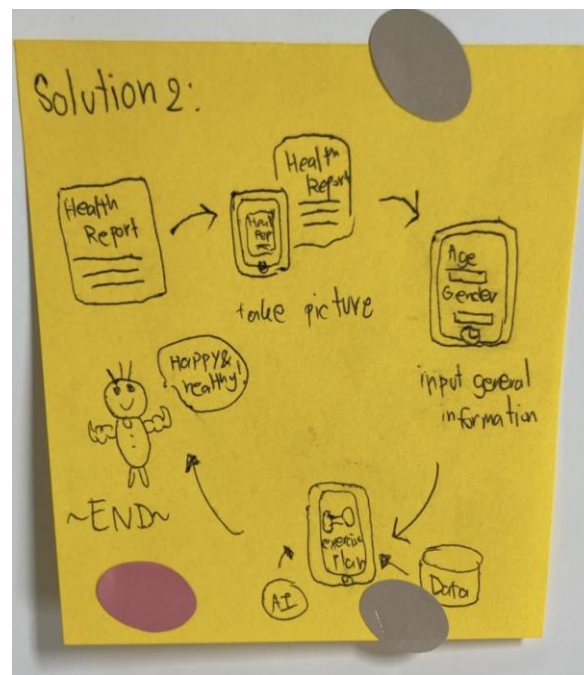 Solution 2:
Health
Report
Health
Report
take picture
Age
Gender
input general
information
Happy &
healthy!
~END~
exercise
Plan
AI
Data